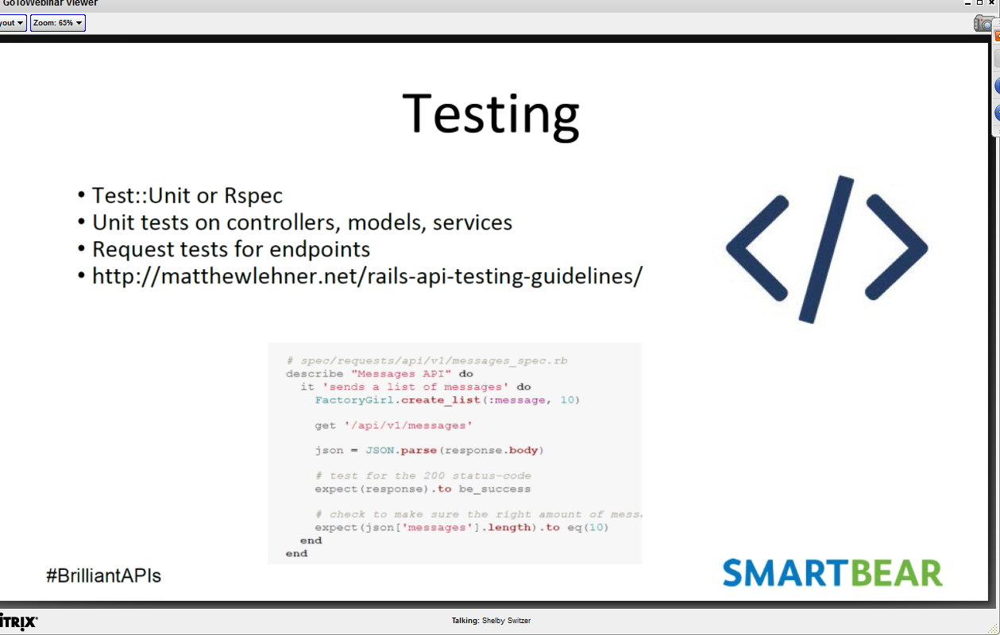 GoToWebinar Viewer
yout
Zoom: 65%
Testing
• Test::Unit or Rspec
• Unit tests on controllers, models, services
• Request tests for endpoints
• http://matthewlehner.net/rails-api-testing-guidelines/
# spec/requests/api/v1/messages_spec.rb
describe "Messages API" do
  it 'sends a list of messages' do
    FactoryGirl.create_list(:message, 10)
    get '/api/v1/messages'
    json = JSON.parse(response.body)
    # test for the 200 status-code
    expect(response).to be_success
    # check to make sure the right amount of mess
    expect(json['messages'].length).to eq(10)
  end
end
#BrilliantAPIs
SMARTBEAR
iTRIX
Talking: Shelby Switzer